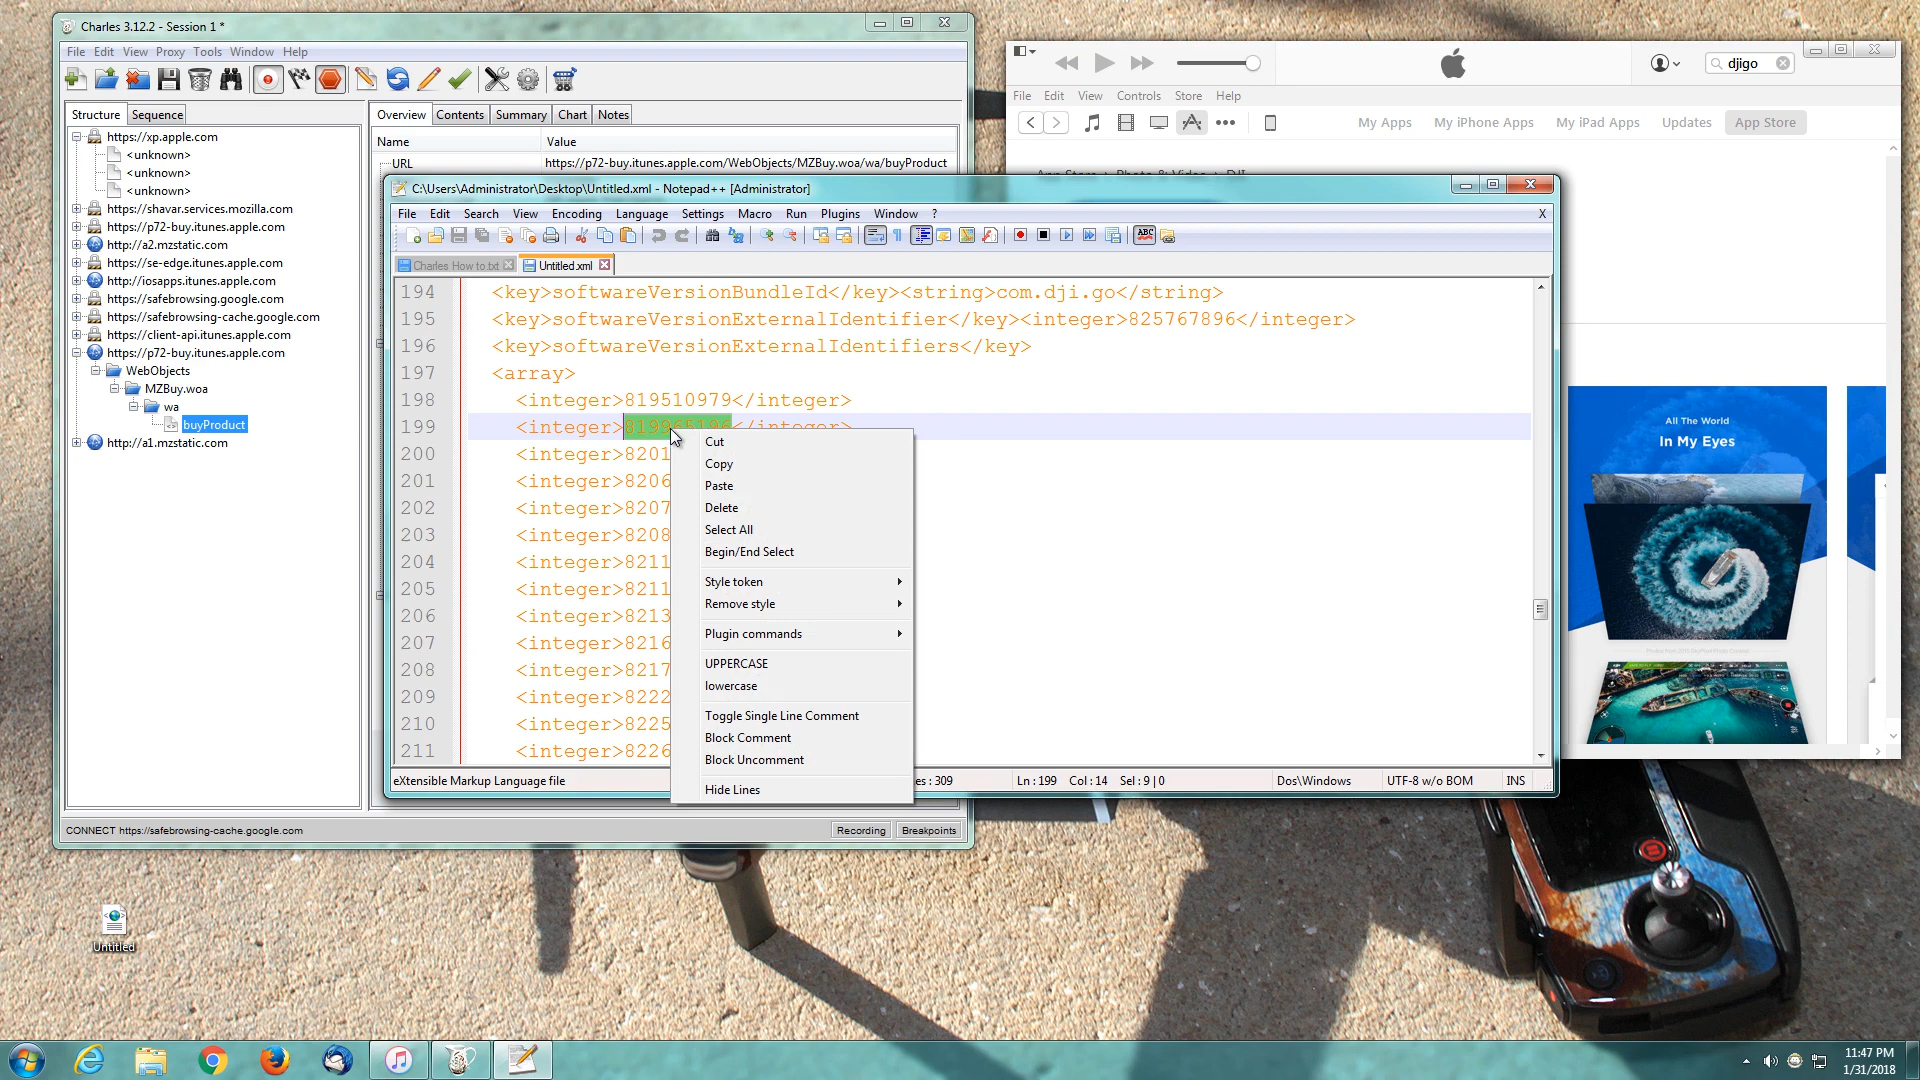 Charles 3.12.2 - Session 1 *
File Edit View Proxy Tools Window Help
Structure Sequence
https://xp.apple.com
<unknown>
<unknown>
<unknown>
https://shavar.services.mozilla.com
https://p72-buy.itunes.apple.com
http://a2.mzstatic.com
https://se-edge.itunes.apple.com
http://iosapps.itunes.apple.com
https://safebrowsing.google.com
https://safebrowsing-cache.google.com
https://client-api.itunes.apple.com
https://p72-buy.itunes.apple.com
WebObjects
MZBuy.woa
wa
buyProduct
http://a1.mzstatic.com
Overview Contents Summary Chart Notes
Name Value
URL https://p72-buy.itunes.apple.com/WebObjects/MZBuy.woa/wa/buyProduct
CONNECT https://safebrowsing-cache.google.com
Recording Breakpoints
C:\Users\Administrator\Desktop\Untitled.xml - Notepad++ [Administrator]
File Edit Search View Encoding Language Settings Macro Run Plugins Window ? X
ABC
Charles How to.txt Untitled.xml
194 <key>softwareVersionBundleId</key><string>com.dji.go</string>
195 <key>softwareVersionExternalIdentifier</key><integer>825767896</integer>
196 <key>softwareVersionExternalIdentifiers</key>
197 <array>
198 <integer>819510979</integer>
199 <integer>819965196</integer>
200 <integer>8201
201 <integer>8206
202 <integer>8207
203 <integer>8208
204 <integer>8211
205 <integer>8211
206 <integer>8213
207 <integer>8216
208 <integer>8217
209 <integer>8222
210 <integer>8225
211 <integer>8226
Cut
Copy
Paste
Delete
Select All
Begin/End Select
Style token
Remove style
Plugin commands
UPPERCASE
lowercase
Toggle Single Line Comment
Block Comment
Block Uncomment
Hide Lines
eXtensible Markup Language file es : 309 Ln : 199 Col : 14 Sel : 9 | 0 Dos\Windows UTF-8 w/o BOM INS
djigo
File Edit View Controls Store Help
My Apps My iPhone Apps My iPad Apps Updates App Store
App Store › Photo & Video › DJI
All The World
In My Eyes
Untitled
11:47 PM
1/31/2018